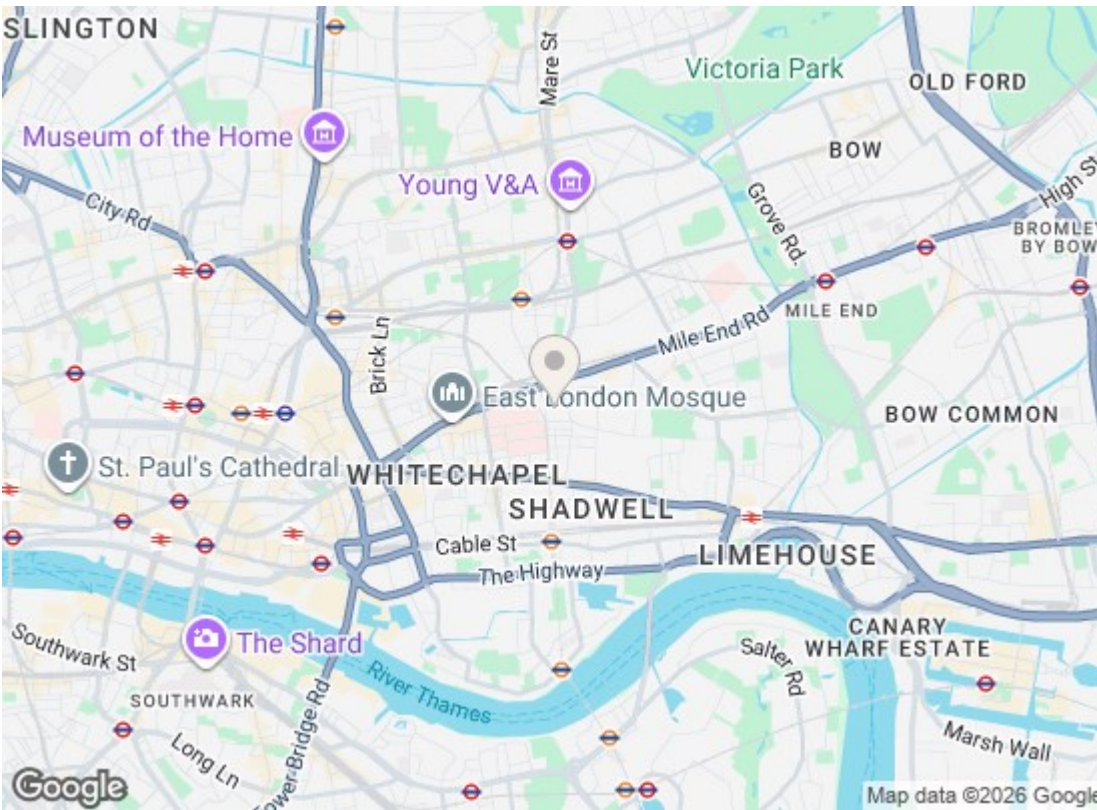 SLINGTON
Mare St
Victoria Park
OLD FORD
Museum of the Home
BOW
Young V&A
High St
City Rd
Grove Rd.
BROMLEY
BY BOW
MILE END
Mile End Rd
Brick Ln
East London Mosque
BOW COMMON
St. Paul's Cathedral
WHITECHAPEL
SHADWELL
Cable St
LIMEHOUSE
The Highway
CANARY
WHARF ESTATE
The Shard
Southwark St
Salter Rd
River Thames
SOUTHWARK
Tower Bridge Rd
Long Ln
Marsh Wall
Google
Map data ©2026 Google